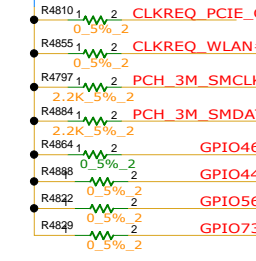 R4810 1 2 CLKREQ_PCIE_
0_5%_2
R4855 1 2 CLKREQ_WLAN
0_5%_2
R4797 1 2 PCH_3M_SMCL
2.2K_5%_2
R4884 1 2 PCH_3M_SMDA
2.2K_5%_2
R4864 1 2 GPIO46
0_5%_2
R4888 1 2 GPIO44
0_5%_2
R4822 1 2 GPIO56
0_5%_2
R4829 1 2 GPIO73
0_5%_2